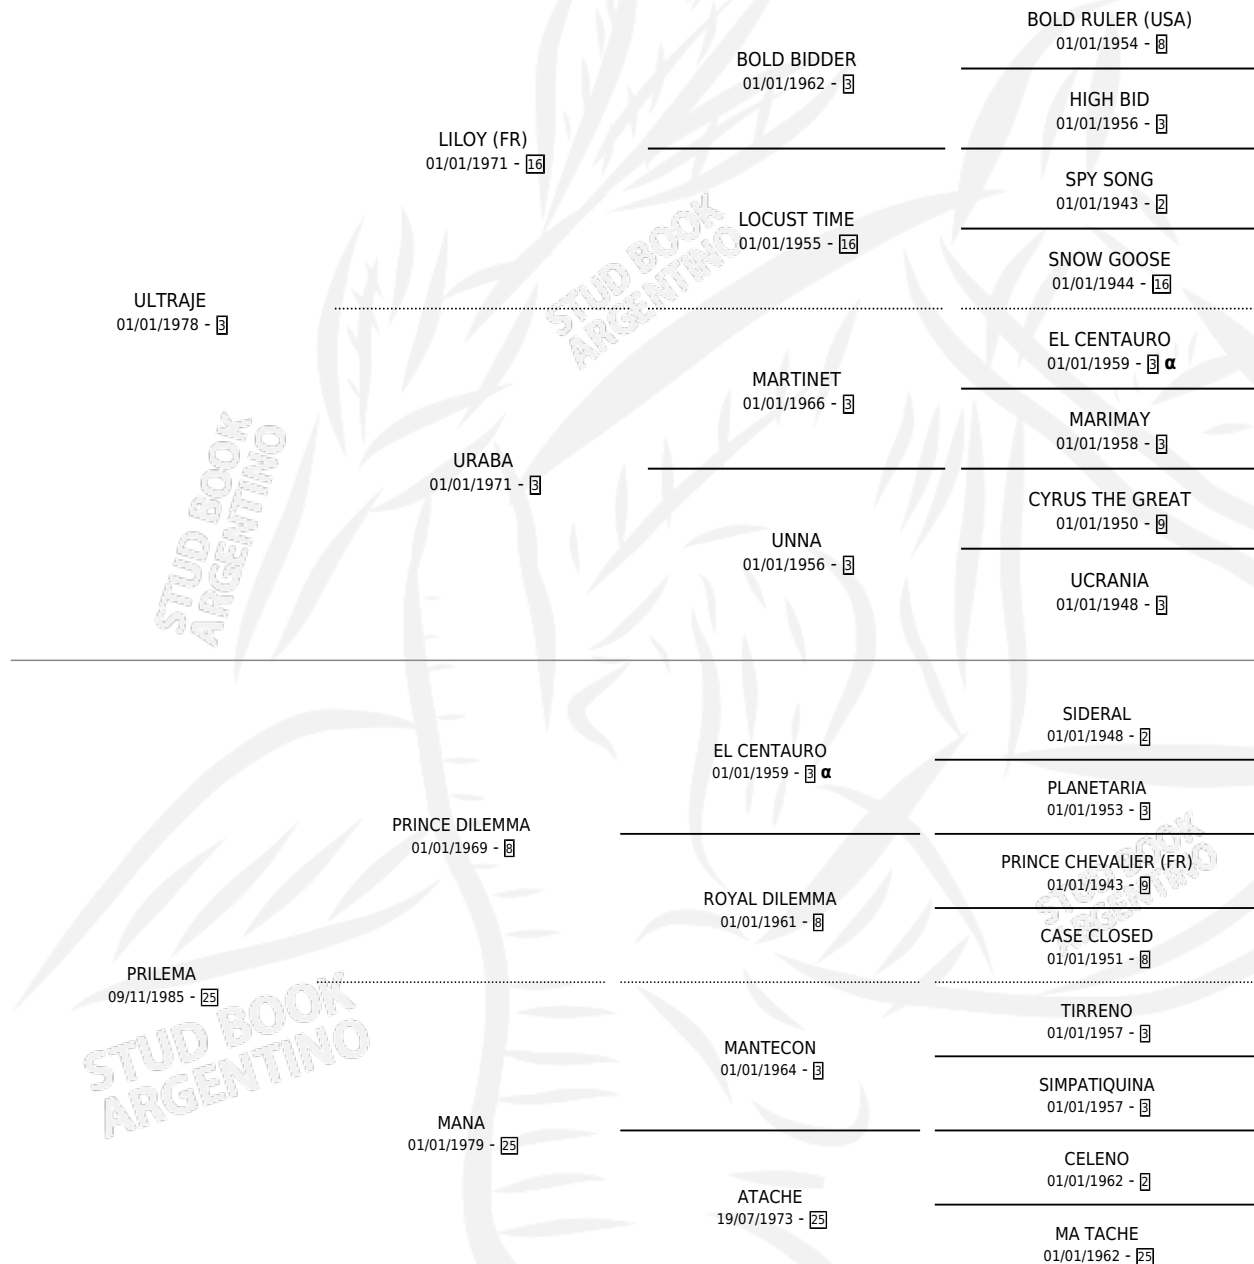 BOLD RULER (USA)
01/01/1954 - 8
BOLD BIDDER
01/01/1962 - 3
HIGH BID
01/01/1956 - 3
LILOY (FR)
01/01/1971 - 16
SPY SONG
01/01/1943 - 2
LOCUST TIME
01/01/1955 - 16
SNOW GOOSE
01/01/1944 - 16
ULTRAJE
01/01/1978 - 3
EL CENTAURO
01/01/1959 - 3 α
MARTINET
01/01/1966 - 3
MARIMAY
01/01/1958 - 3
URABA
01/01/1971 - 3
CYRUS THE GREAT
01/01/1950 - 9
UNNA
01/01/1956 - 3
UCRANIA
01/01/1948 - 3
SIDERAL
01/01/1948 - 2
EL CENTAURO
01/01/1959 - 3 α
PLANETARIA
01/01/1953 - 3
PRINCE DILEMMA
01/01/1969 - 8
PRINCE CHEVALIER (FR)
01/01/1943 - 9
ROYAL DILEMMA
01/01/1961 - 8
CASE CLOSED
01/01/1951 - 8
PRILEMA
09/11/1985 - 25
TIRRENO
01/01/1957 - 3
MANTECON
01/01/1964 - 3
SIMPATIQUINA
01/01/1957 - 3
MANA
01/01/1979 - 25
CELENO
01/01/1962 - 2
ATACHE
19/07/1973 - 25
MA TACHE
01/01/1962 - 25
STUD BOOK
ARGENTINO
STUD BOOK
ARGENTINO
STUD BOOK
ARGENTINO
STUD BOOK
ARGENTINO